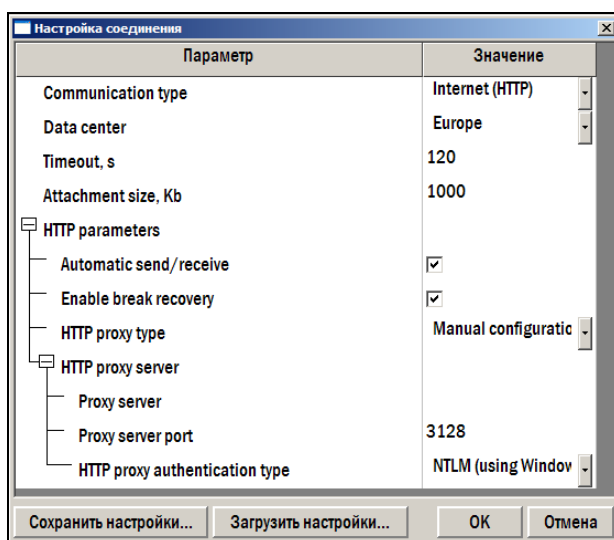 Настройка соединения
Параметр Значение
Communication type Internet (HTTP)
Data center Europe
Timeout, s 120
Attachment size, Kb 1000
HTTP parameters
Automatic send/receive
Enable break recovery
HTTP proxy type Manual configuratio
HTTP proxy server
Proxy server
Proxy server port 3128
HTTP proxy authentication type NTLM (using Window
Сохранить настройки... Загрузить настройки... OK Отмена